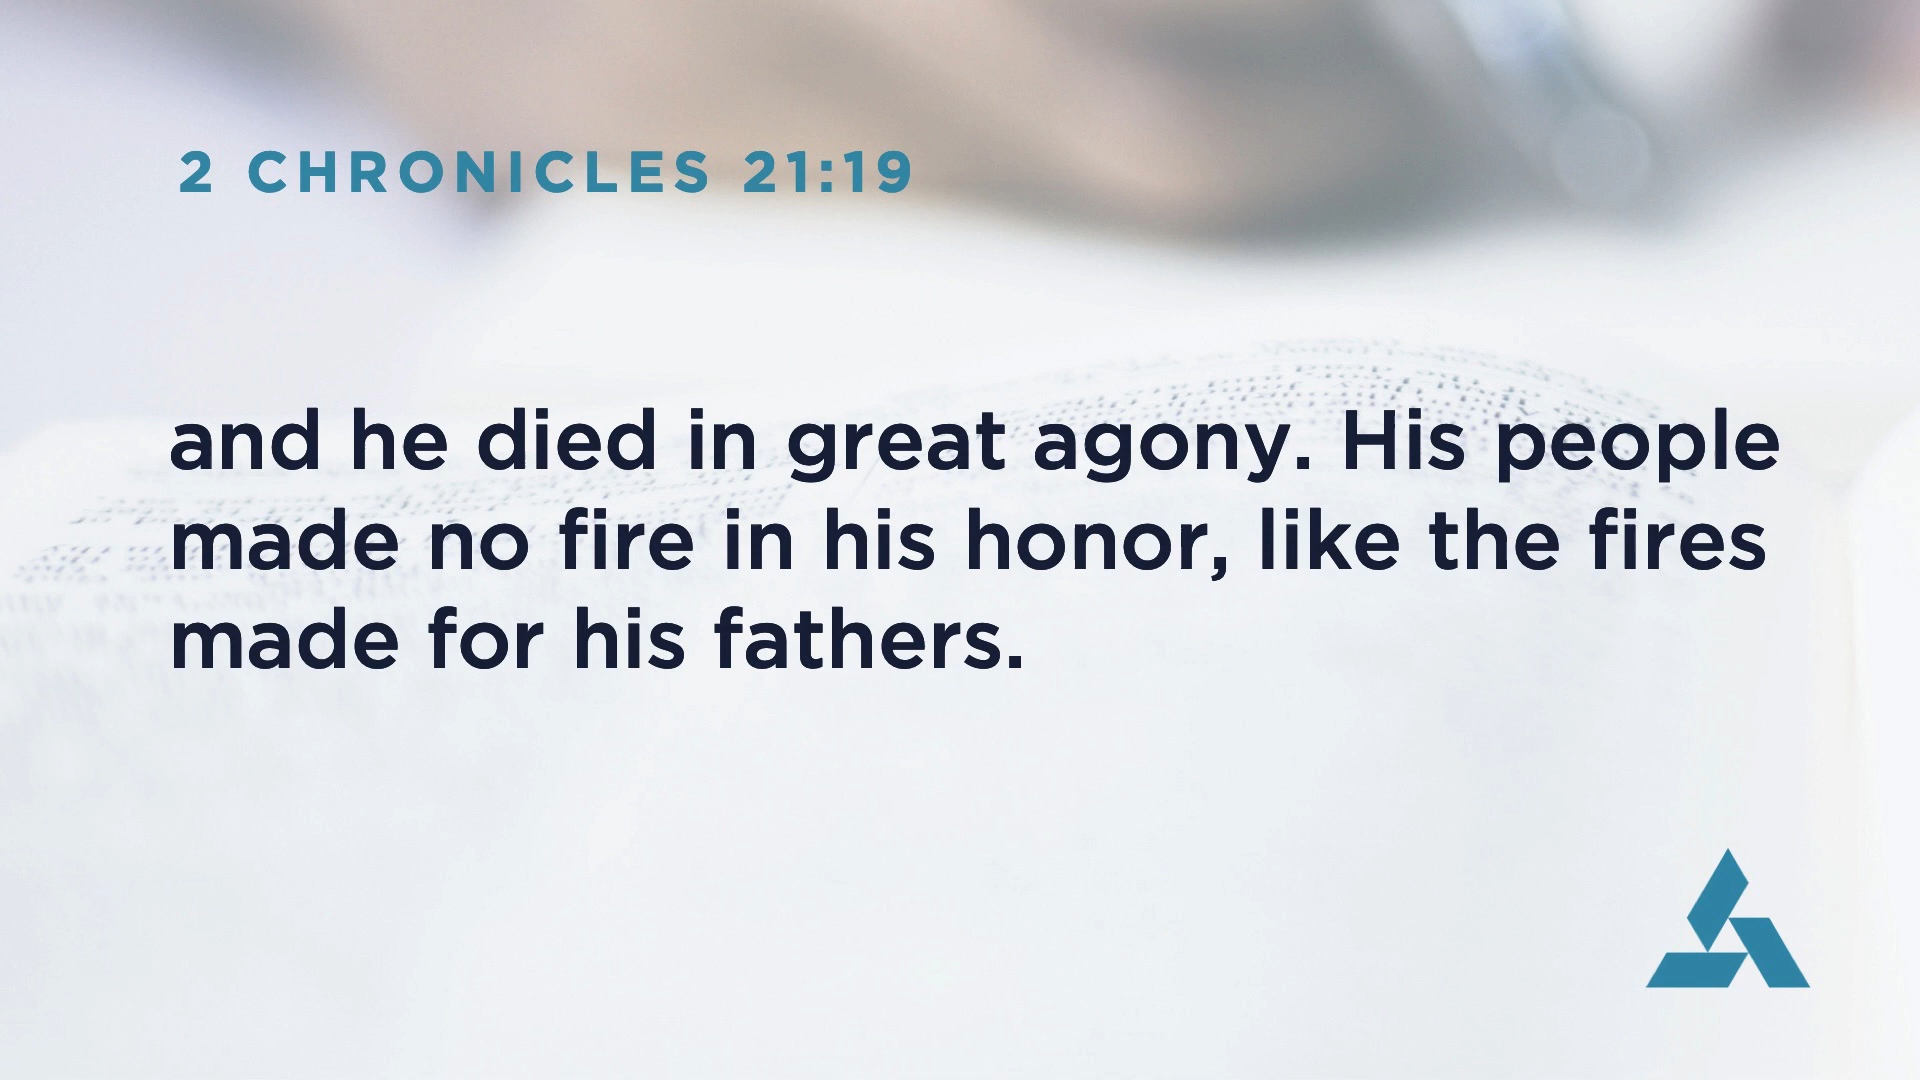 2 CHRONICLES 21:19
and he died in great agony. His people
made no fire in his honor, like the fires
made for his fathers.